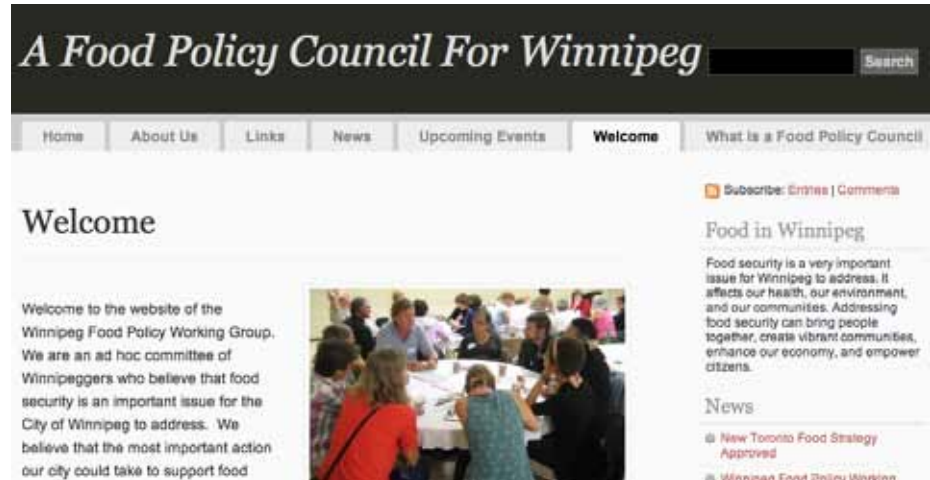 A Food Policy Council For Winnipeg
Search
Home
About Us
Links
News
Upcoming Events
Welcome
What is a Food Policy Council
Welcome
Welcome to the website of the
Winnipeg Food Policy Working Group.
We are an ad hoc committee of
Winnipeggers who believe that food
security is an important issue for the
City of Winnipeg to address. We
believe that the most important action
our city could take to support food
Subscribe: Entries | Comments
Food in Winnipeg
Food security is a very important
issue for Winnipeg to address. It
affects our health, our environment,
and our communities. Addressing
food security can bring people
together, create vibrant communities,
enhance our economy, and empower
citizens.
News
New Toronto Food Strategy
Approved
Winnipeg Food Policy Working